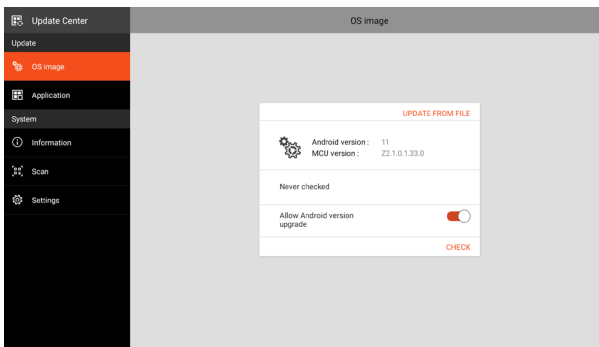 Update Center
OS image
Update
OS image
Application
System
Information
Scan
Settings
UPDATE FROM FILE
Android version : 11
MCU version : Z2.1.0.1.33.0
Never checked
Allow Android version
upgrade
CHECK